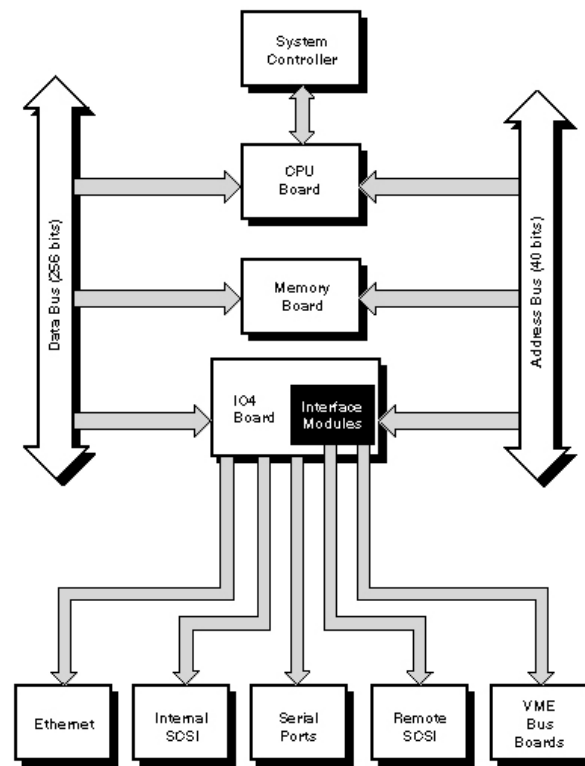 System
Controller
Data Bus (256 bits)
Address Bus (40 bits)
CPU
Board
Memory
Board
IO4
Board
Interface
Modules
Ethernet
Internal
SCSI
Serial
Ports
Remote
SCSI
VME
Bus
Boards